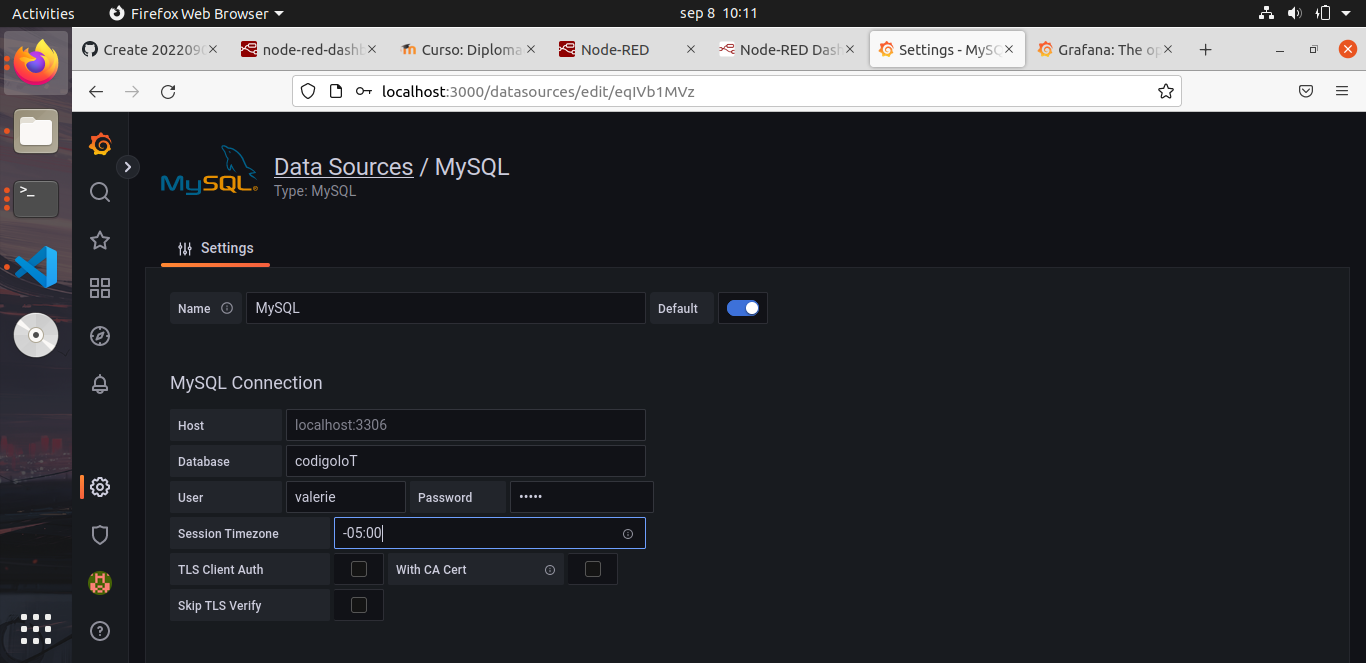 Activities Firefox Web Browser sep 8 10:11
Create 202209 node-red-dashb Curso: Diploma Node-RED Node-RED Dash Settings - MySQ Grafana: The op
localhost:3000/datasources/edit/eqIVb1MVz
MySQL Data Sources / MySQL
Type: MySQL
Settings
Name MySQL Default
MySQL Connection
Host localhost:3306
Database codigoIoT
User valerie Password •••••
Session Timezone -05:00
TLS Client Auth With CA Cert
Skip TLS Verify